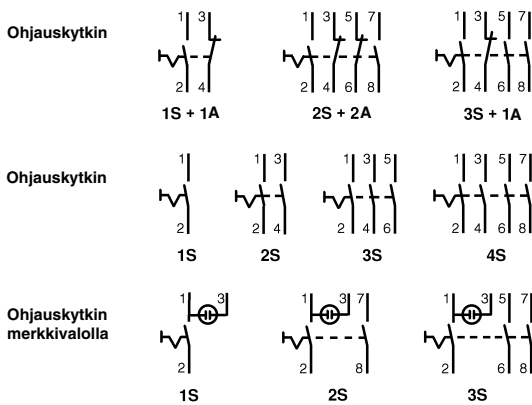 Ohjauskytkin
1 3
2 4
1S + 1A
1 3 5 7
2 4 6 8
2S + 2A
1 3 5 7
2 4 6 8
3S + 1A
Ohjauskytkin
1
2
1S
1 3
2 4
2S
1 3 5
2 4 6
3S
1 3 5 7
2 4 6 8
4S
Ohjauskytkin
merkkivalolla
1 3
2
1S
1 3 7
2 8
2S
1 3 5 7
2 6 8
3S